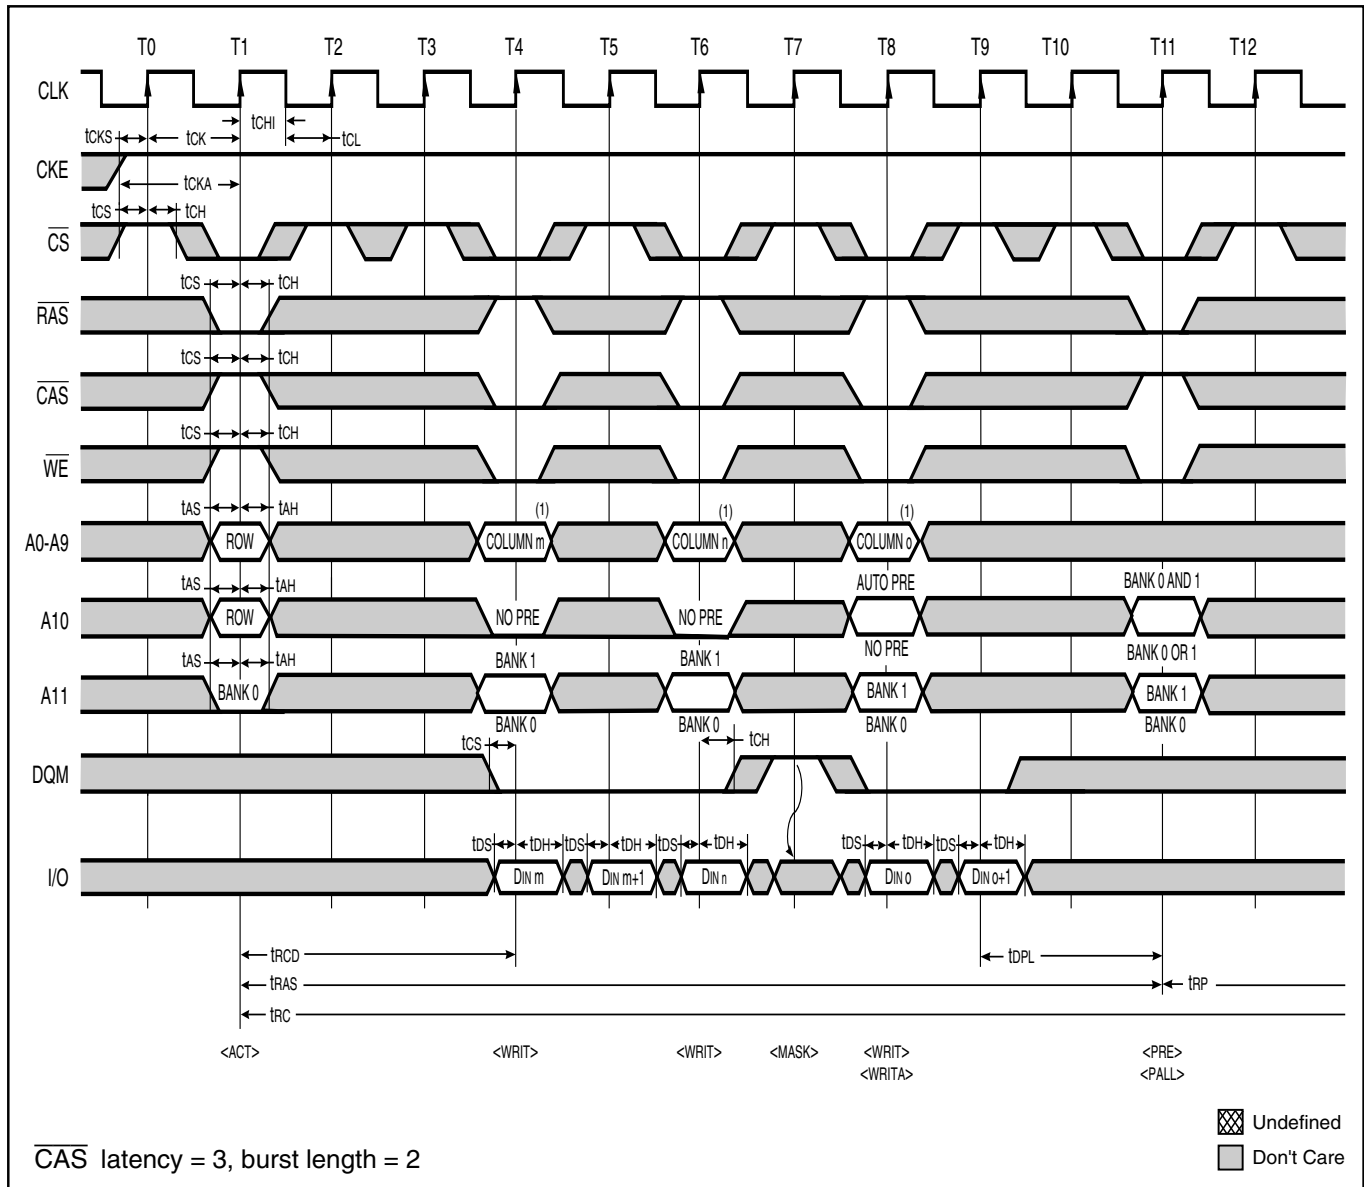 T0 T1 T2 T3 T4 T5 T6 T7 T8 T9 T10 T11 T12
CLK
tCHI
tCKS tCK tCL
CKE
tCKA
tCS tCH
CS
tCS tCH
RAS
tCS tCH
CAS
tCS tCH
WE
tAS tAH (1) (1) (1)
A0-A9 ROW COLUMN m COLUMN n COLUMN o
tAS tAH AUTO PRE BANK 0 AND 1
A10 ROW NO PRE NO PRE
NO PRE BANK 0 OR 1
tAS tAH BANK 1 BANK 1
A11 BANK 0 BANK 1 BANK 1
BANK 0 BANK 0 BANK 0 BANK 0
tCS tCH
DQM
tDS tDH tDS tDH tDS tDH tDS tDH tDS tDH
I/O DIN m DIN m+1 DIN n DIN o DIN o+1
tRCD tDPL
tRAS tRP
tRC
<ACT> <WRIT> <WRIT> <MASK> <WRIT> <PRE>
<WRITA> <PALL>
Undefined
CAS latency = 3, burst length = 2 Don't Care